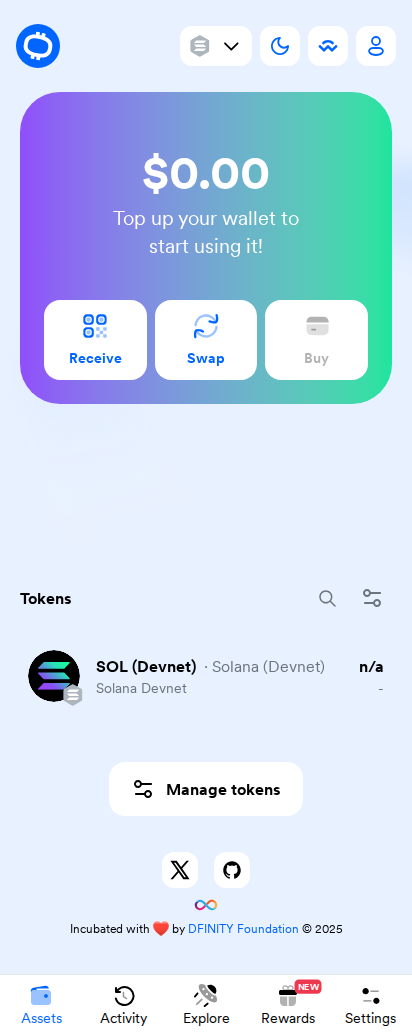 $0.00
Top up your wallet to
start using it!
Receive
Swap
Buy
Tokens
SOL (Devnet) · Solana (Devnet)
n/a
Solana Devnet
-
Manage tokens
Incubated with ❤️ by DFINITY Foundation © 2025
NEW
Assets
Activity
Explore
Rewards
Settings